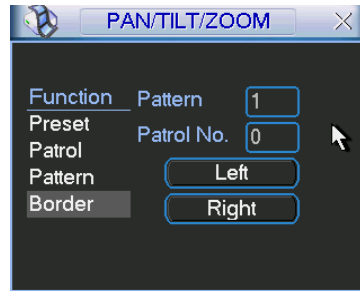 PAN/TILT/ZOOM
Function Pattern 1
Preset
Patrol No. 0
Patrol
Pattern Left
Border Right